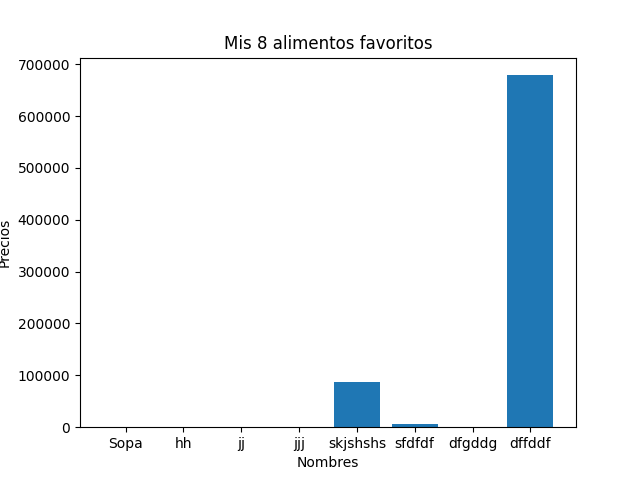 Mis 8 alimentos favoritos
Precios
700000
600000
500000
400000
300000
200000
100000
0
Sopa hh jj jjj skjshshs sfdfdf dfgddg dffddf
Nombres